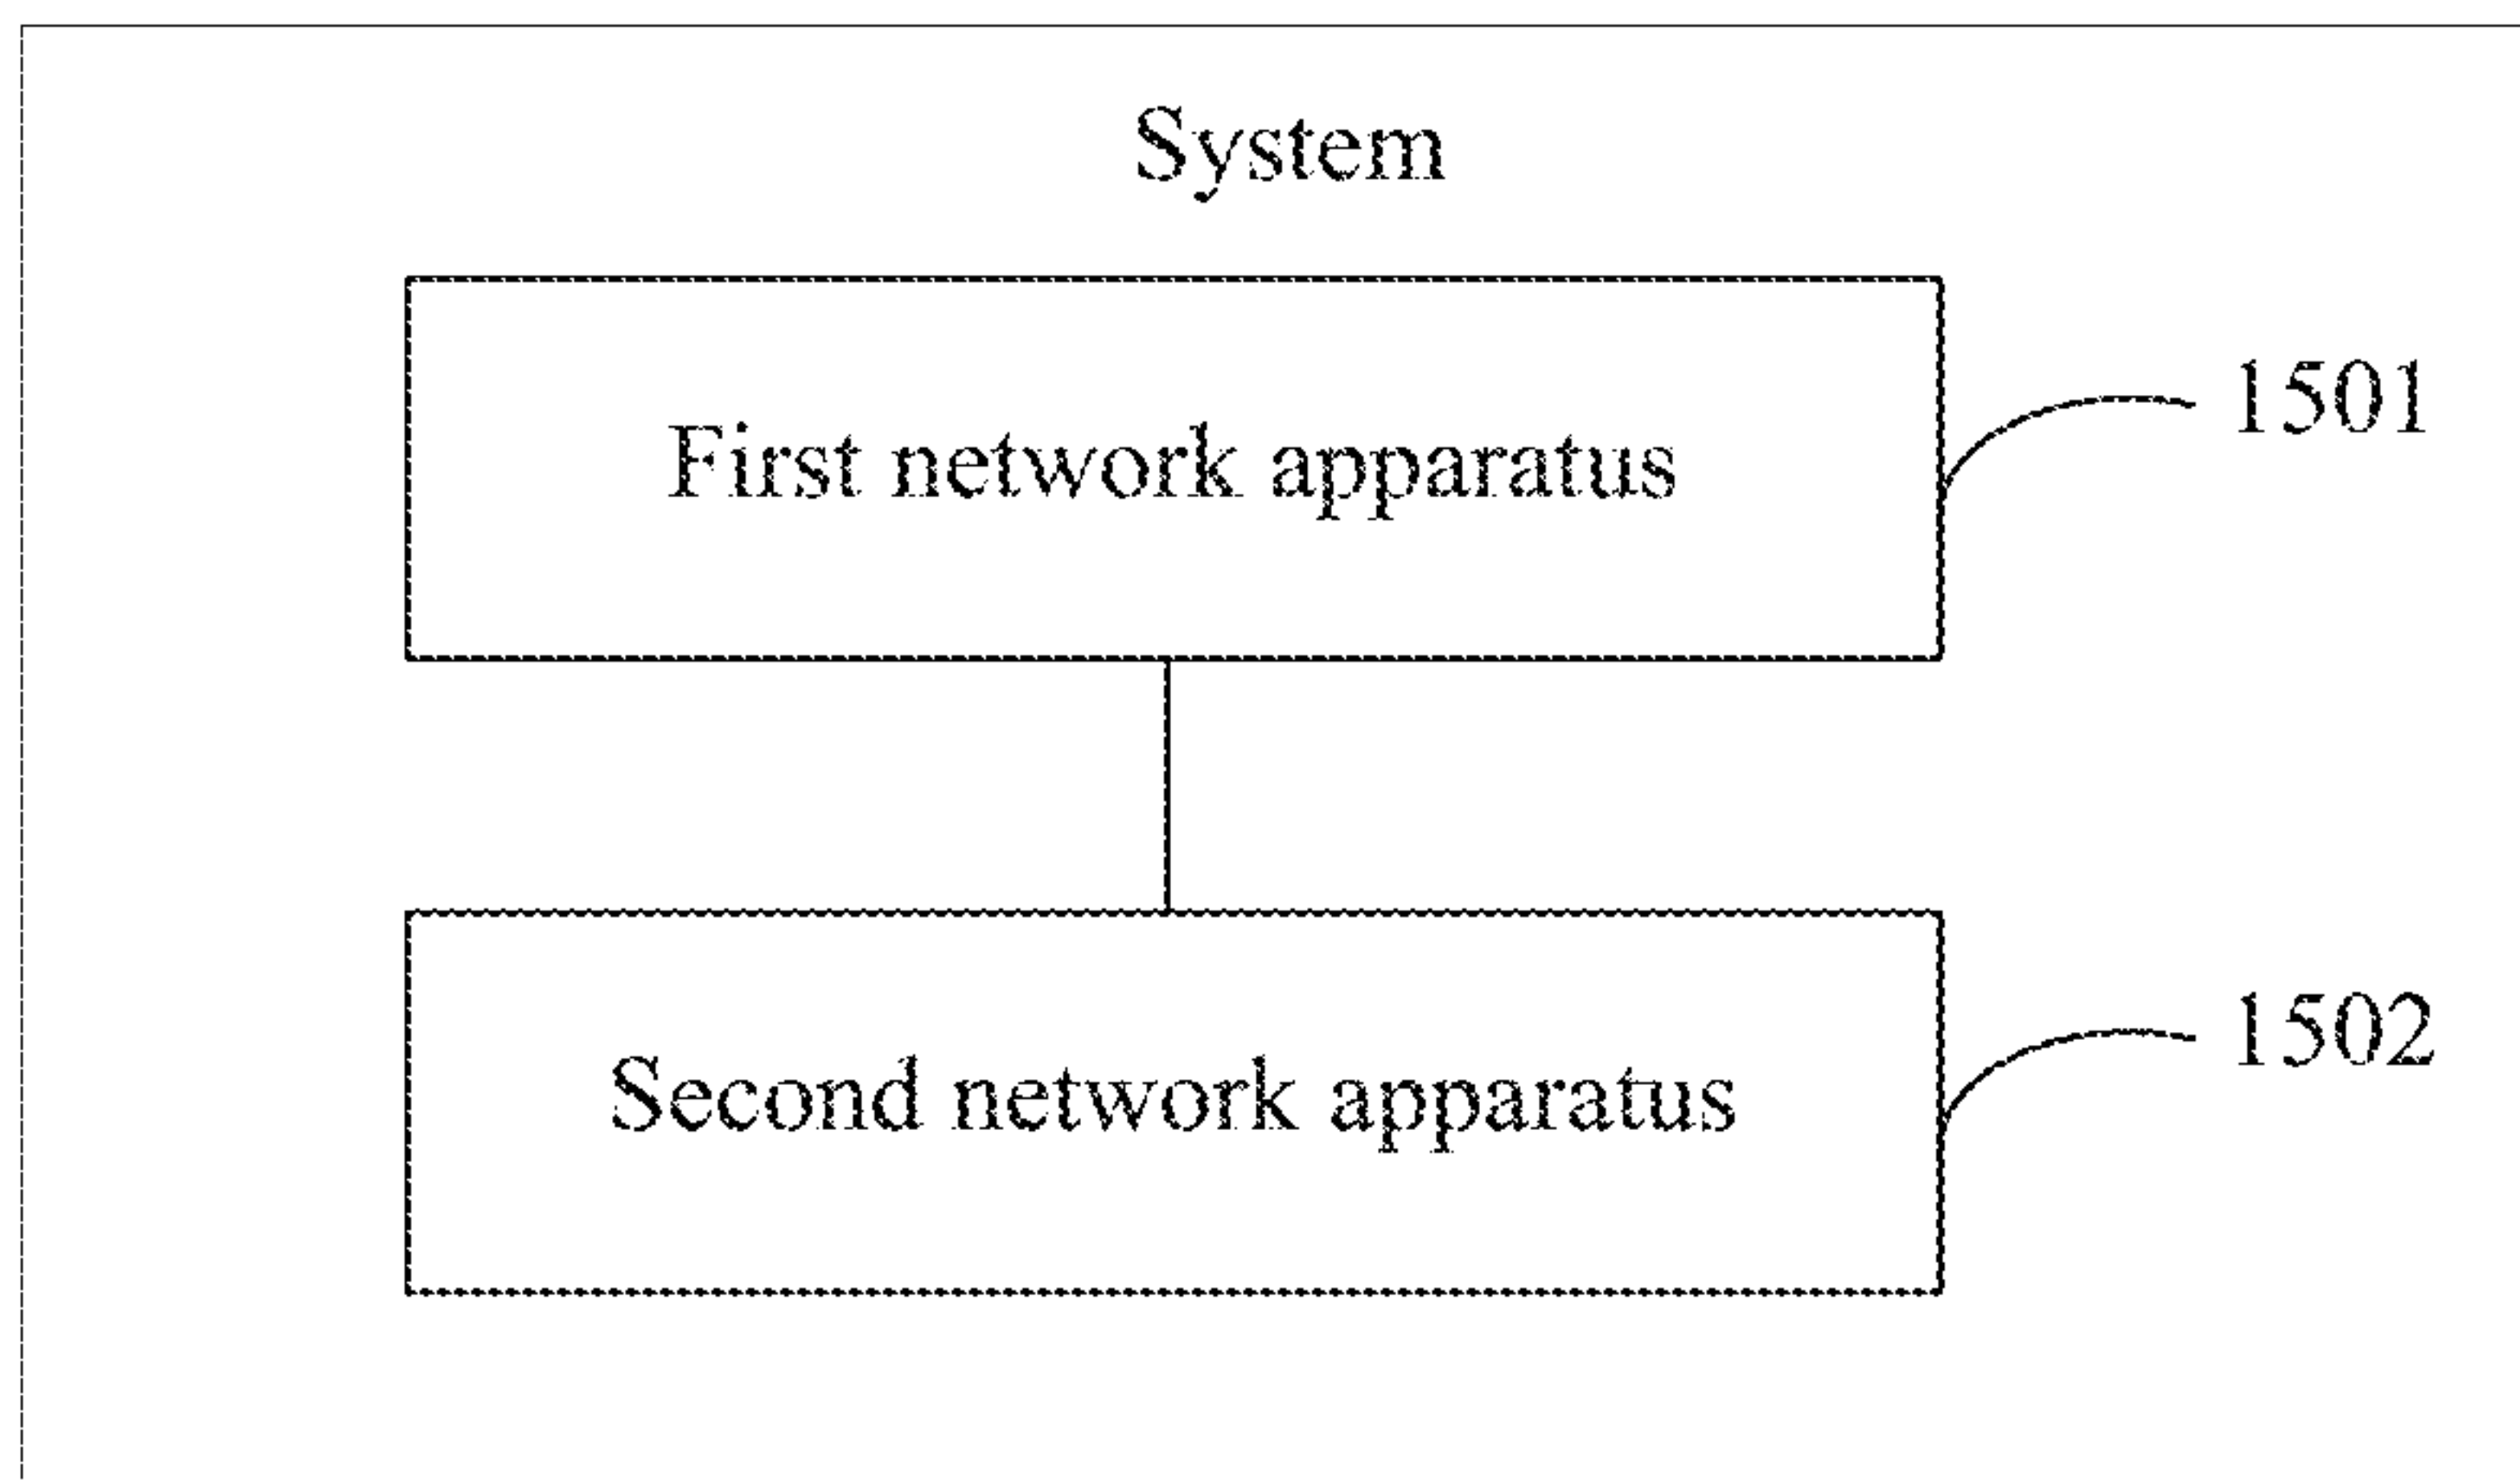 System
First network apparatus
1501
Second network apparatus
1502